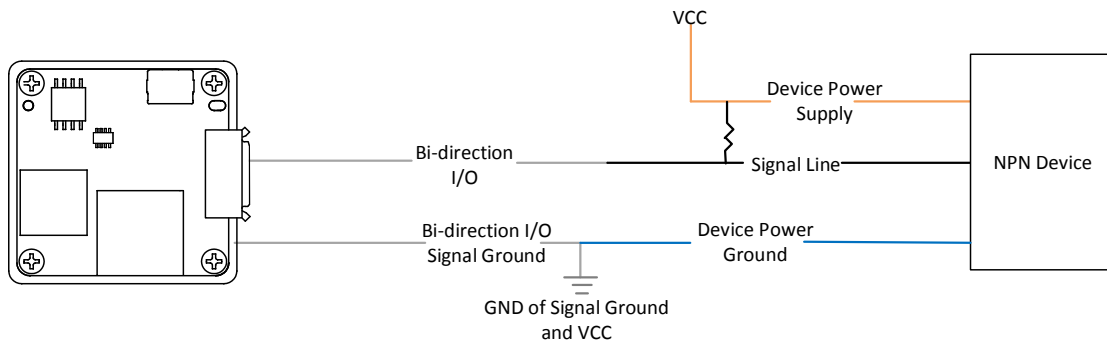 VCC
Device Power
Supply
Bi-direction
I/O
Signal Line
NPN Device
Bi-direction I/O
Signal Ground
Device Power
Ground
GND of Signal Ground
and VCC